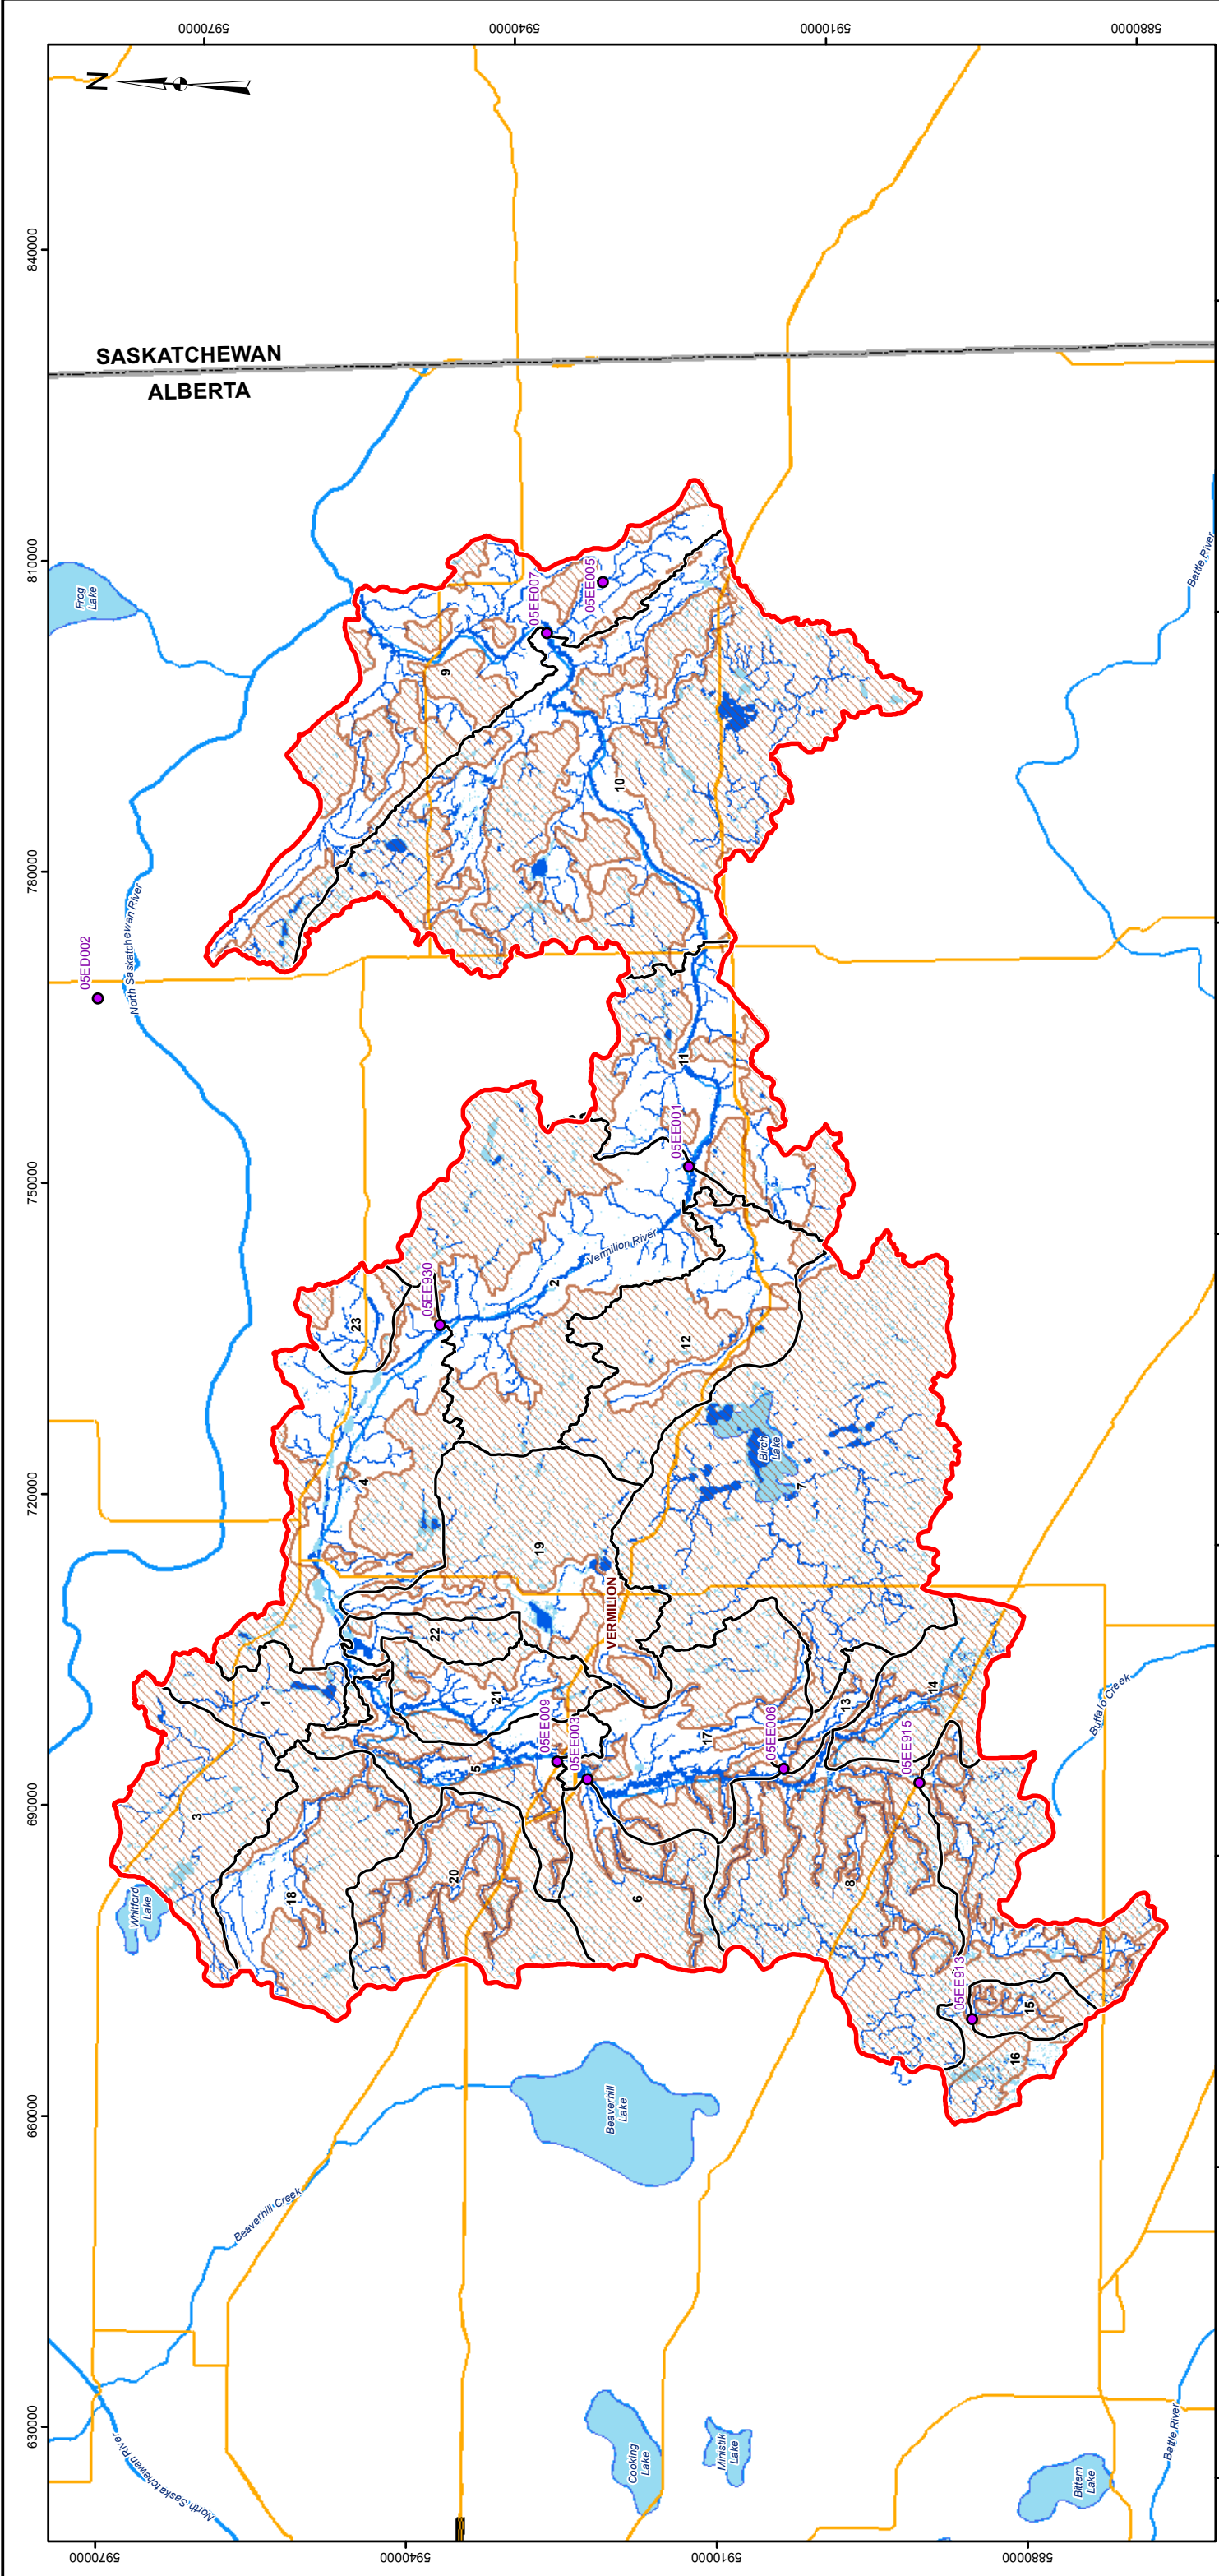 5970000
5940000
5910000
5880000
N
840000
SASKATCHEWAN
ALBERTA
810000
Frog
Lake
05EE007
05EE005
Battle River
9
10
780000
05ED002
North Saskatchewan River
11
05EE001
750000
Vermilion River
05EE930
2
23
12
Birch
Lake
7
720000
4
19
VERMILION
22
1
21
13
14
17
05EE009
05EE003
05EE006
05EE915
Buffalo Creek
5
690000
3
20
18
6
8
Whitford
Lake
05EE913
15
16
660000
Beaverhill
Lake
Beaverhill Creek
630000
North Saskatchewan River
Cooking
Lake
Ministik
Lake
Bittern
Lake
Battle River
5970000
5940000
5910000
5880000